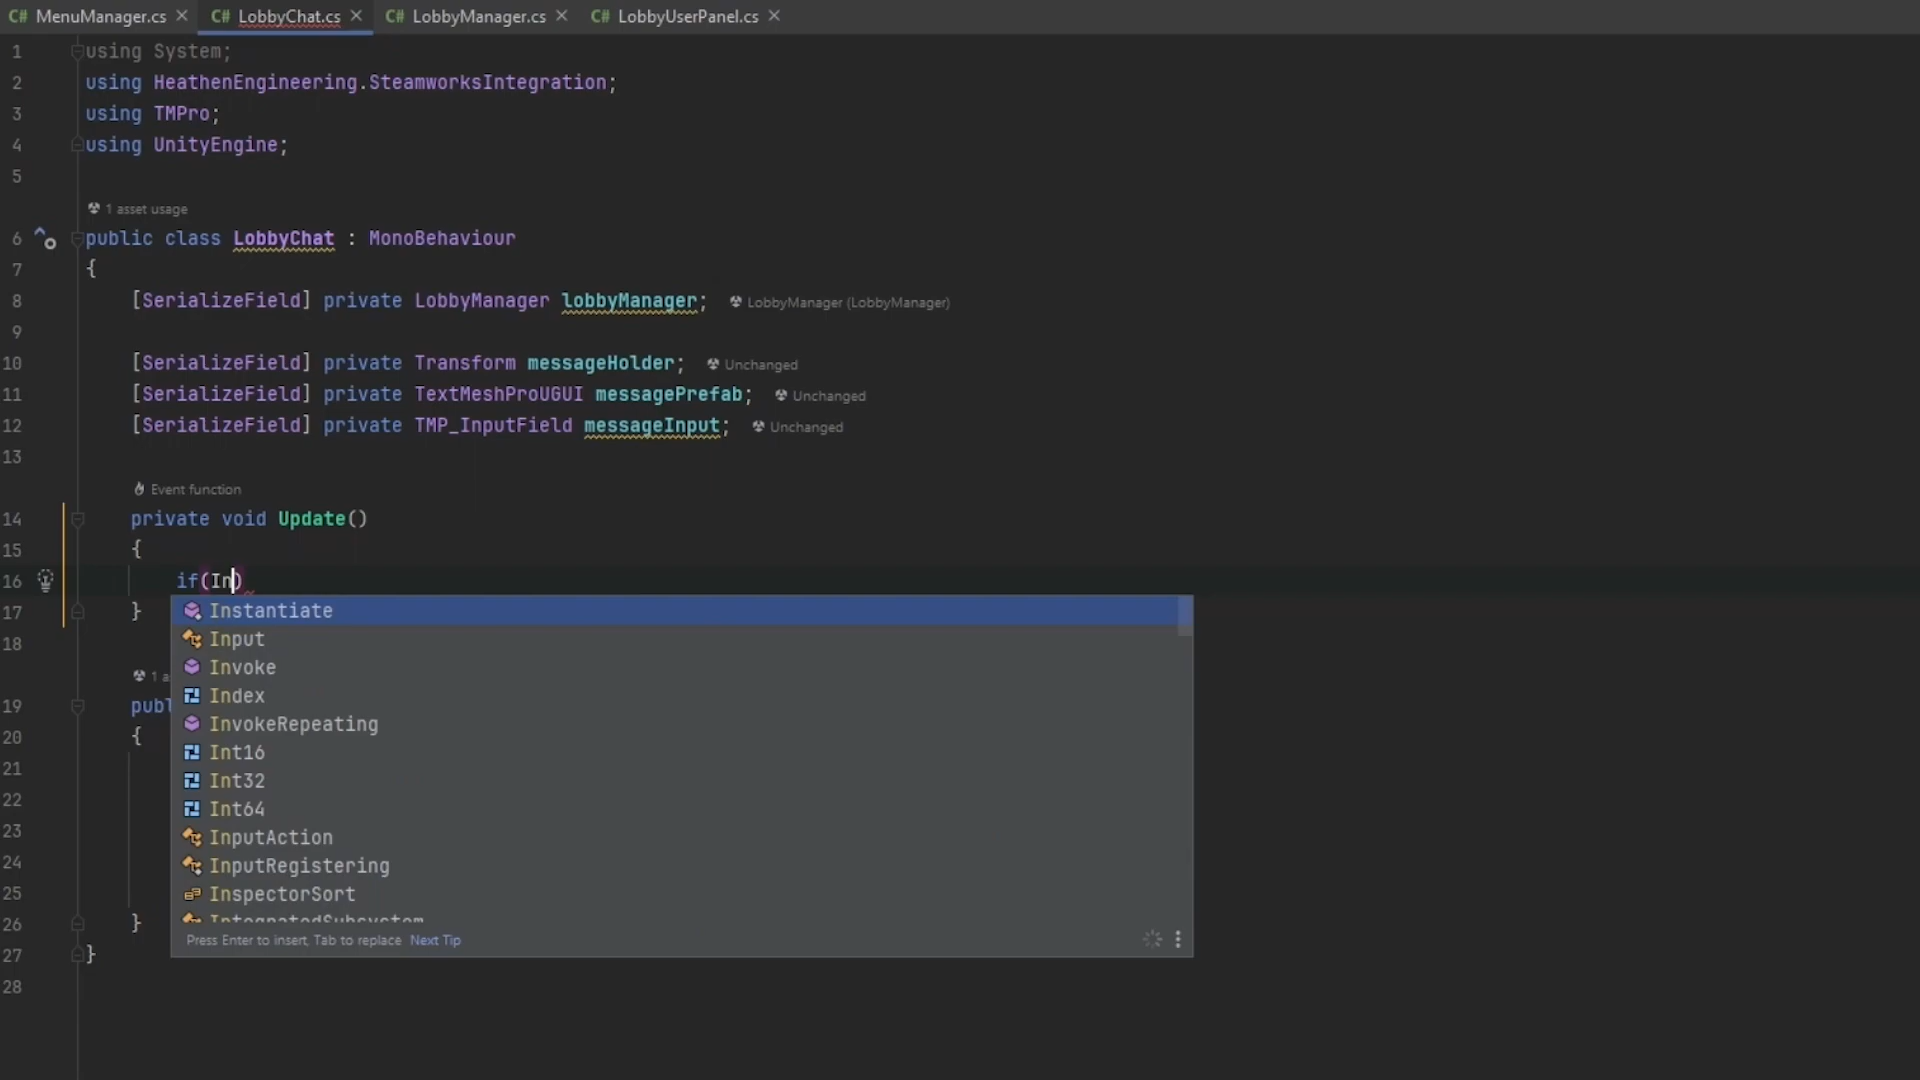 C# MenuManager.cs C# LobbyChat.cs C# LobbyManager.cs C# LobbyUserPanel.cs
1 using System;
2 using HeathenEngineering.SteamworksIntegration;
3 using TMPro;
4 using UnityEngine;
5
1 asset usage
6 public class LobbyChat : MonoBehaviour
7 {
8 [SerializeField] private LobbyManager lobbyManager; LobbyManager (LobbyManager)
9
10 [SerializeField] private Transform messageHolder; Unchanged
11 [SerializeField] private TextMeshProUGUI messagePrefab; Unchanged
12 [SerializeField] private TMP_InputField messageInput; Unchanged
13
Event function
14 private void Update()
15 {
16 if(In)
17 }
Instantiate
Input
18
Invoke
1 a
Index
19 publ
InvokeRepeating
20 {
Int16
21
Int32
22
Int64
23
InputAction
24
InputRegistering
25
InspectorSort
26 }
IntegratedSubsystem
Press Enter to insert, Tab to replace Next Tip
27 }
28